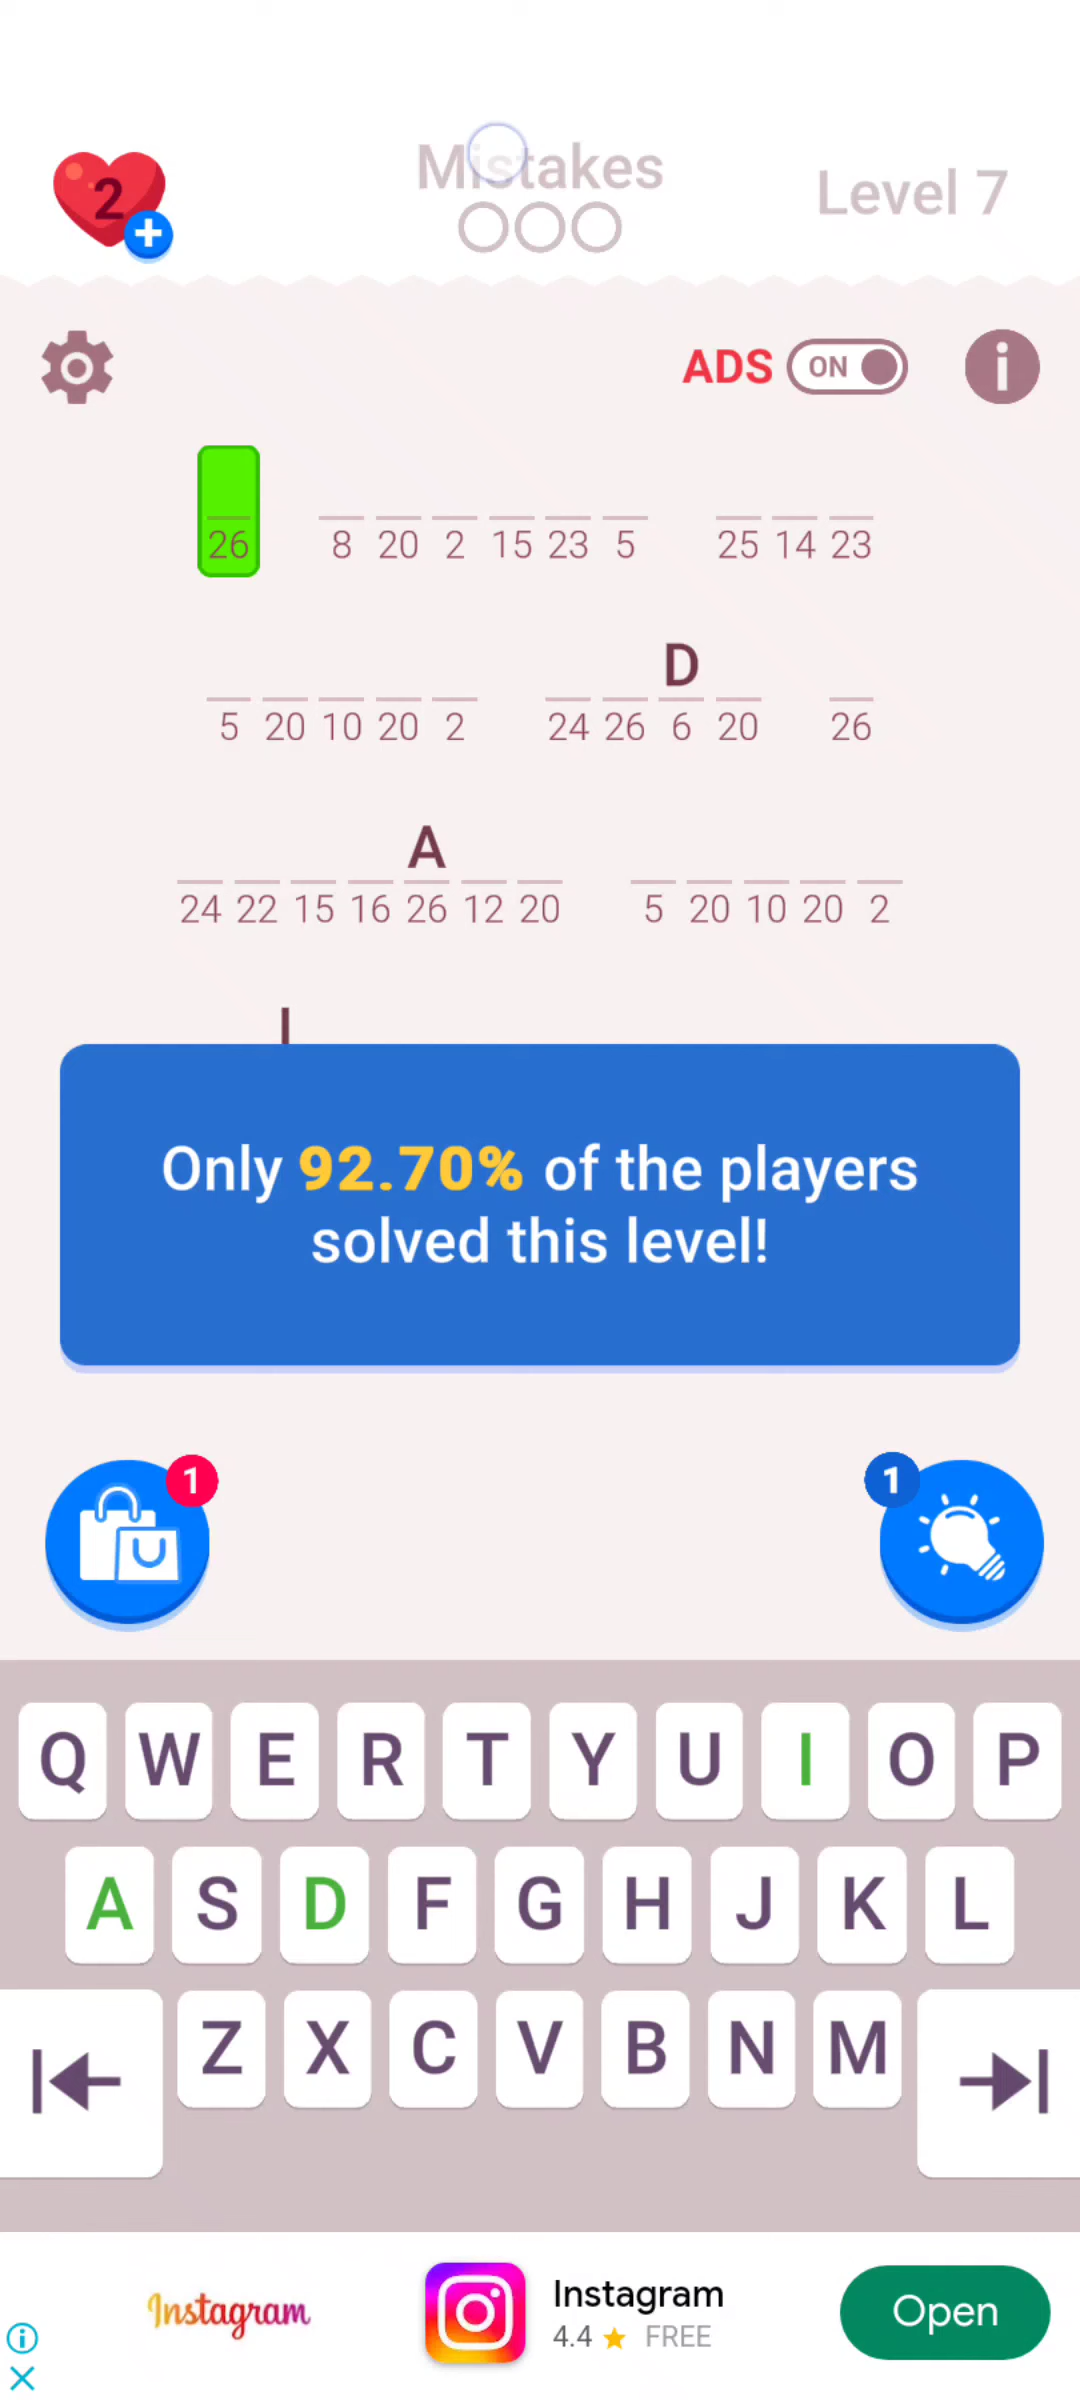 2
Mistakes
Level 7
ADS ON
26 8 20 2 15 23 5 25 14 23
D
5 20 10 20 2 24 26 6 20 26
A
24 22 15 16 26 12 20 5 20 10 20 2
I
Only 92.70% of the players
solved this level!
1
1
Q W E R T Y U I O P
A S D F G H J K L
Z X C V B N M
Instagram
Instagram
4.4 FREE
Open